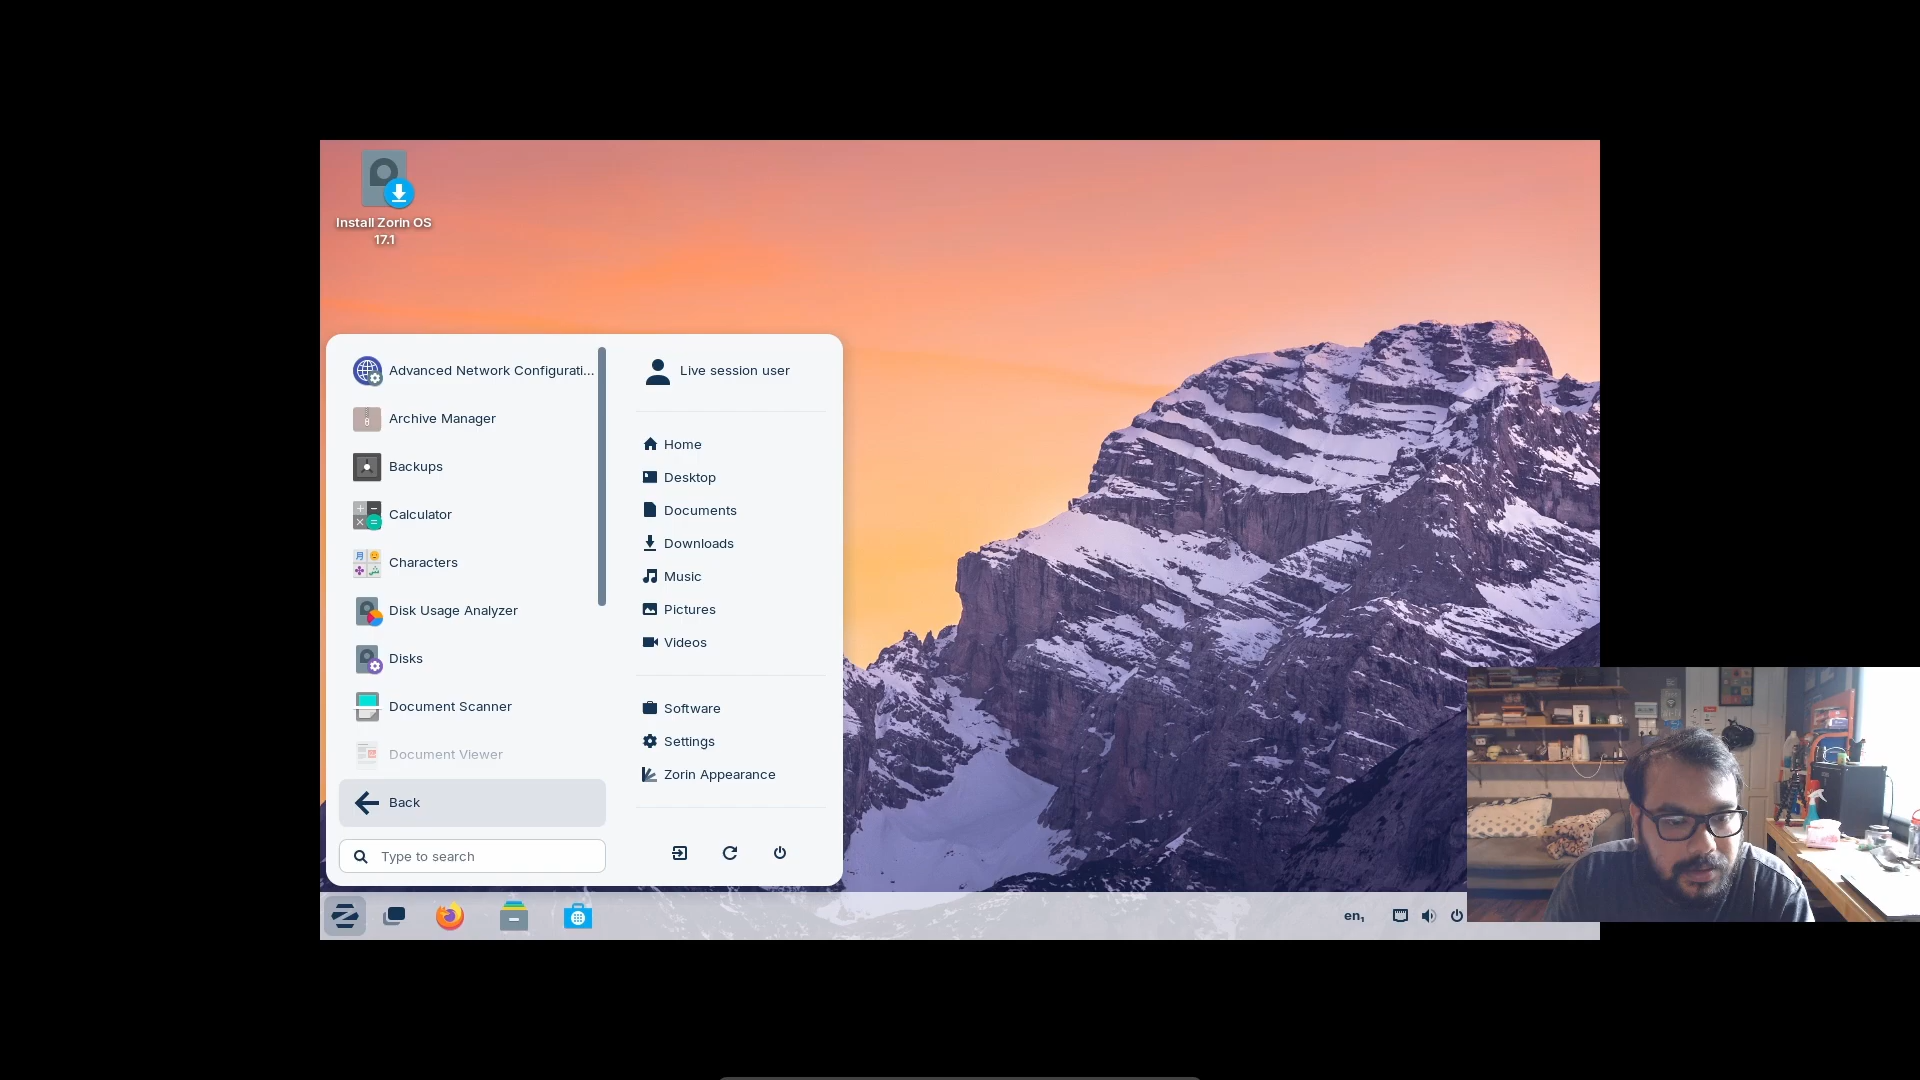 Install Zorin OS
17.1
Advanced Network Configurati...
Archive Manager
Backups
Calculator
Characters
Disk Usage Analyzer
Disks
Document Scanner
Document Viewer
Back
Type to search
Live session user
Home
Desktop
Documents
Downloads
Music
Pictures
Videos
Software
Settings
Zorin Appearance
en₁